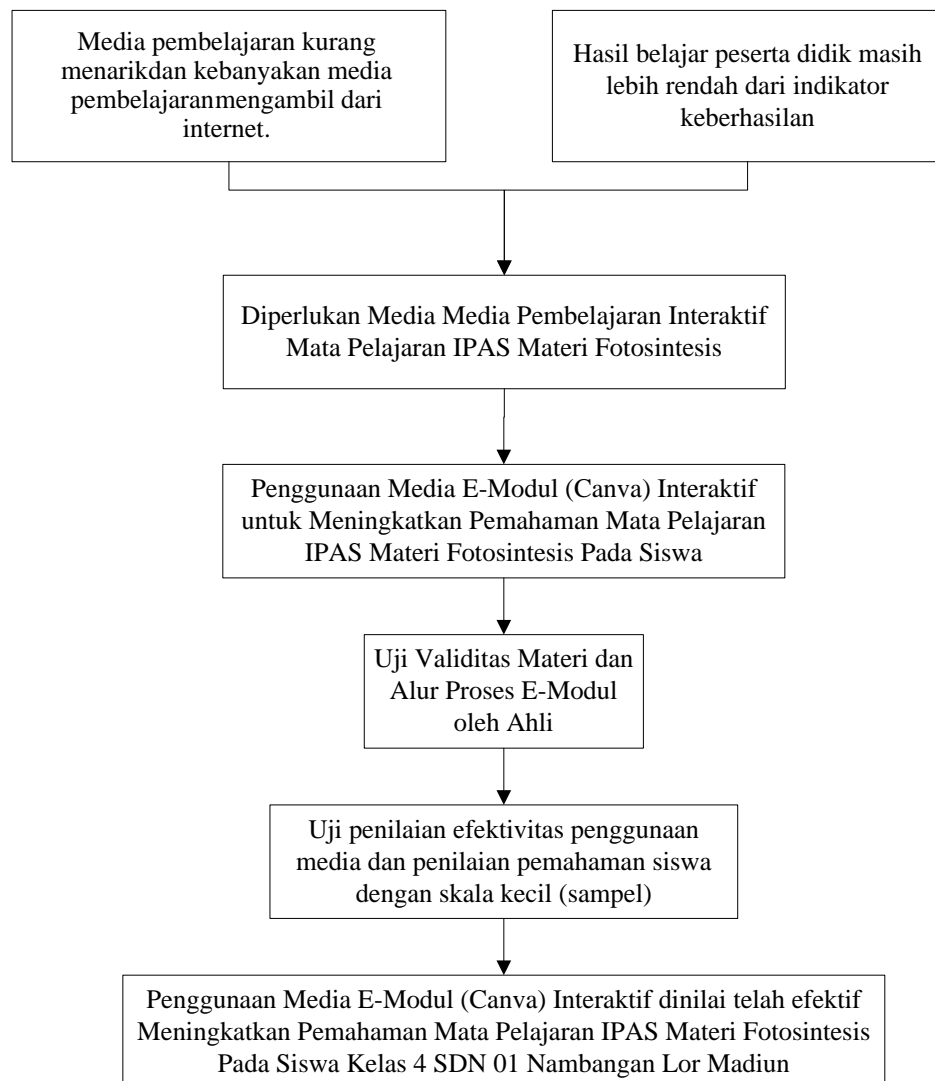 Media pembelajaran kurang
menarikdan kebanyakan media
pembelajaranmengambil dari
internet.
Hasil belajar peserta didik masih
lebih rendah dari indikator
keberhasilan
Diperlukan Media Media Pembelajaran Interaktif
Mata Pelajaran IPAS Materi Fotosintesis
Penggunaan Media E-Modul (Canva) Interaktif
untuk Meningkatkan Pemahaman Mata Pelajaran
IPAS Materi Fotosintesis Pada Siswa
Uji Validitas Materi dan
Alur Proses E-Modul
oleh Ahli
Uji penilaian efektivitas penggunaan
media dan penilaian pemahaman siswa
dengan skala kecil (sampel)
Penggunaan Media E-Modul (Canva) Interaktif dinilai telah efektif
Meningkatkan Pemahaman Mata Pelajaran IPAS Materi Fotosintesis
Pada Siswa Kelas 4 SDN 01 Nambangan Lor Madiun